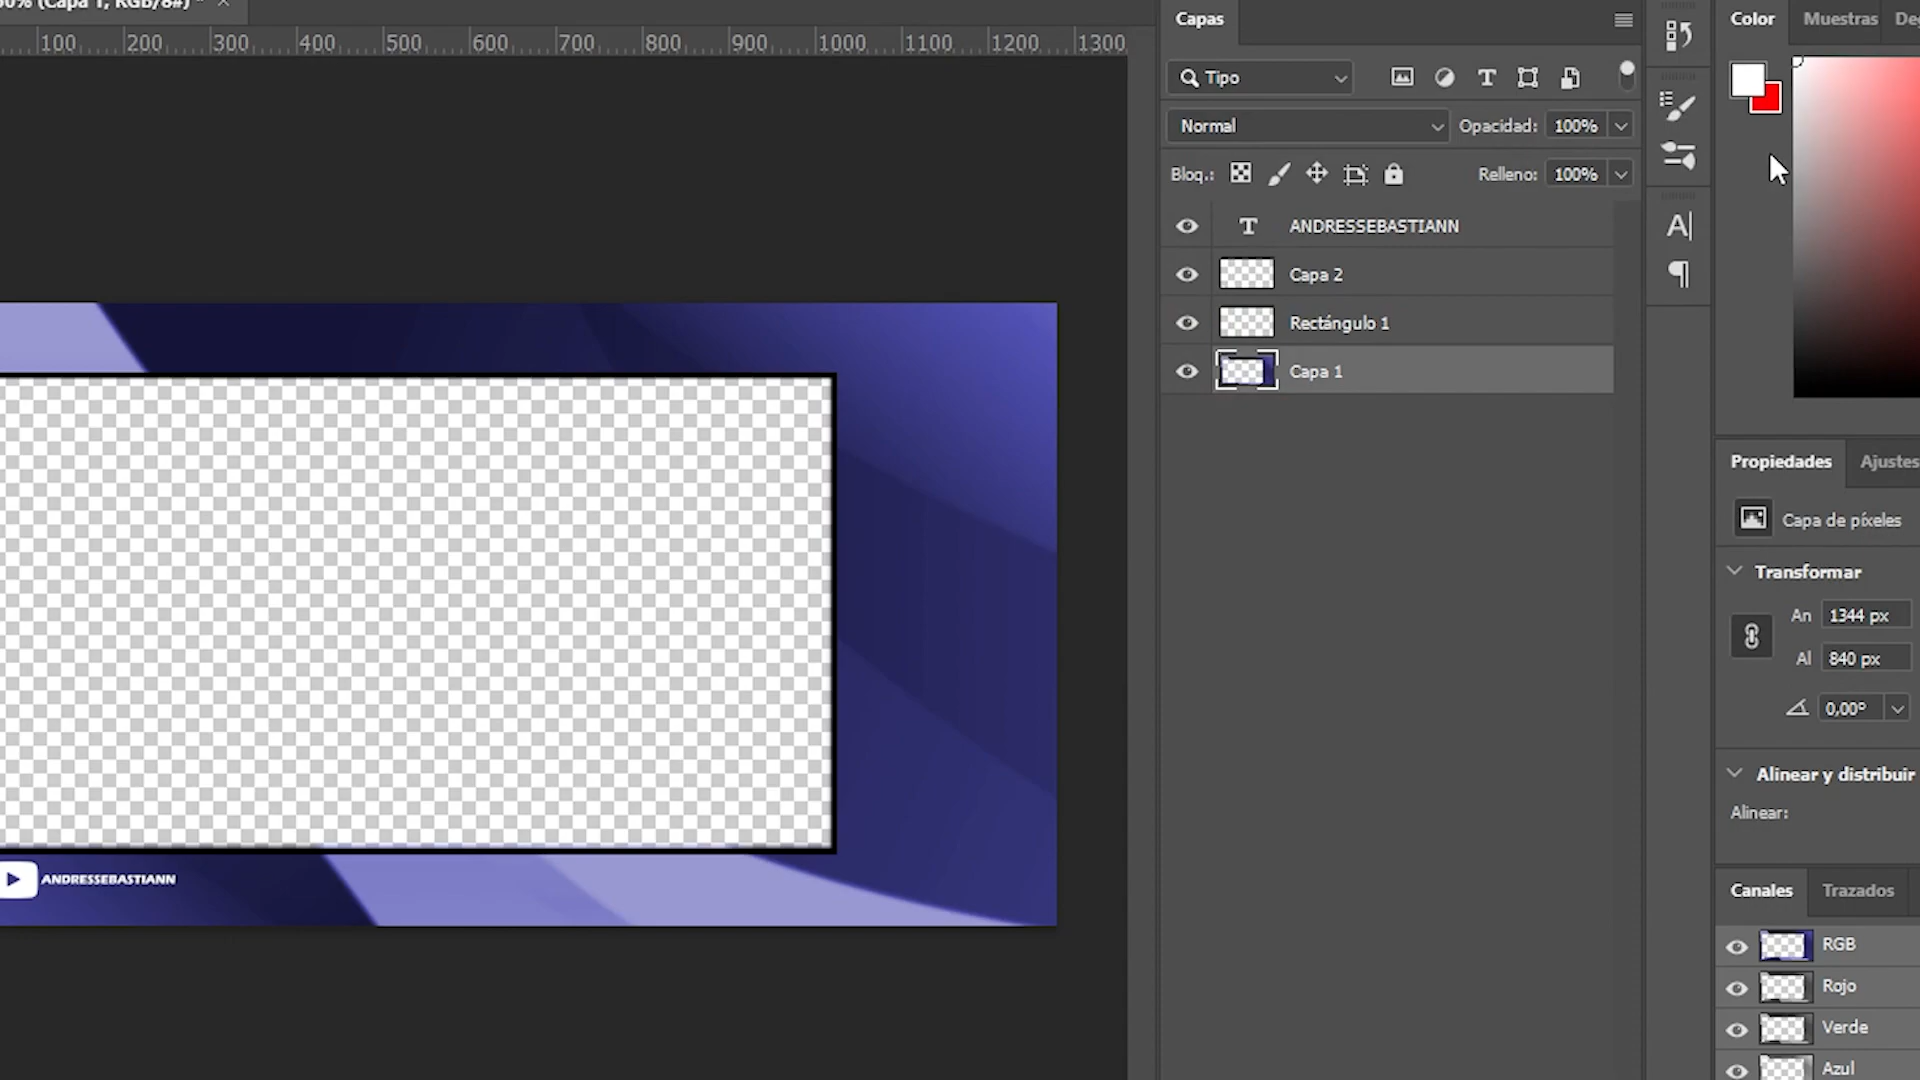 (Capa 1, RGB/8#) *
100 200 300 400 500 600 700 800 900 1000 1100 1200 1300
ANDRESSEBASTIANN
Capas
Tipo
Normal
Opacidad: 100%
Bloq.:
Relleno: 100%
ANDRESSEBASTIANN
Capa 2
Rectángulo 1
Capa 1
Color Muestras
Propiedades Ajustes
Capa de píxeles
Transformar
An 1344 px
Al 840 px
0,00º
Alinear y distribuir
Alinear:
Canales Trazados
RGB
Rojo
Verde
Azul